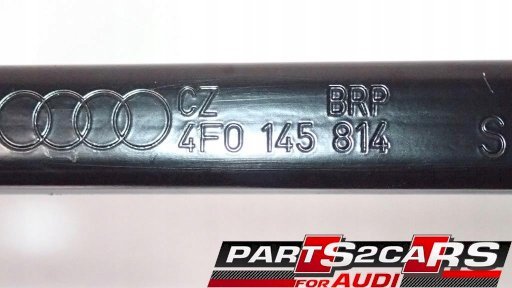 CZ BRP
4F0 145 814 S
PARTS2CARS
FOR AUDI